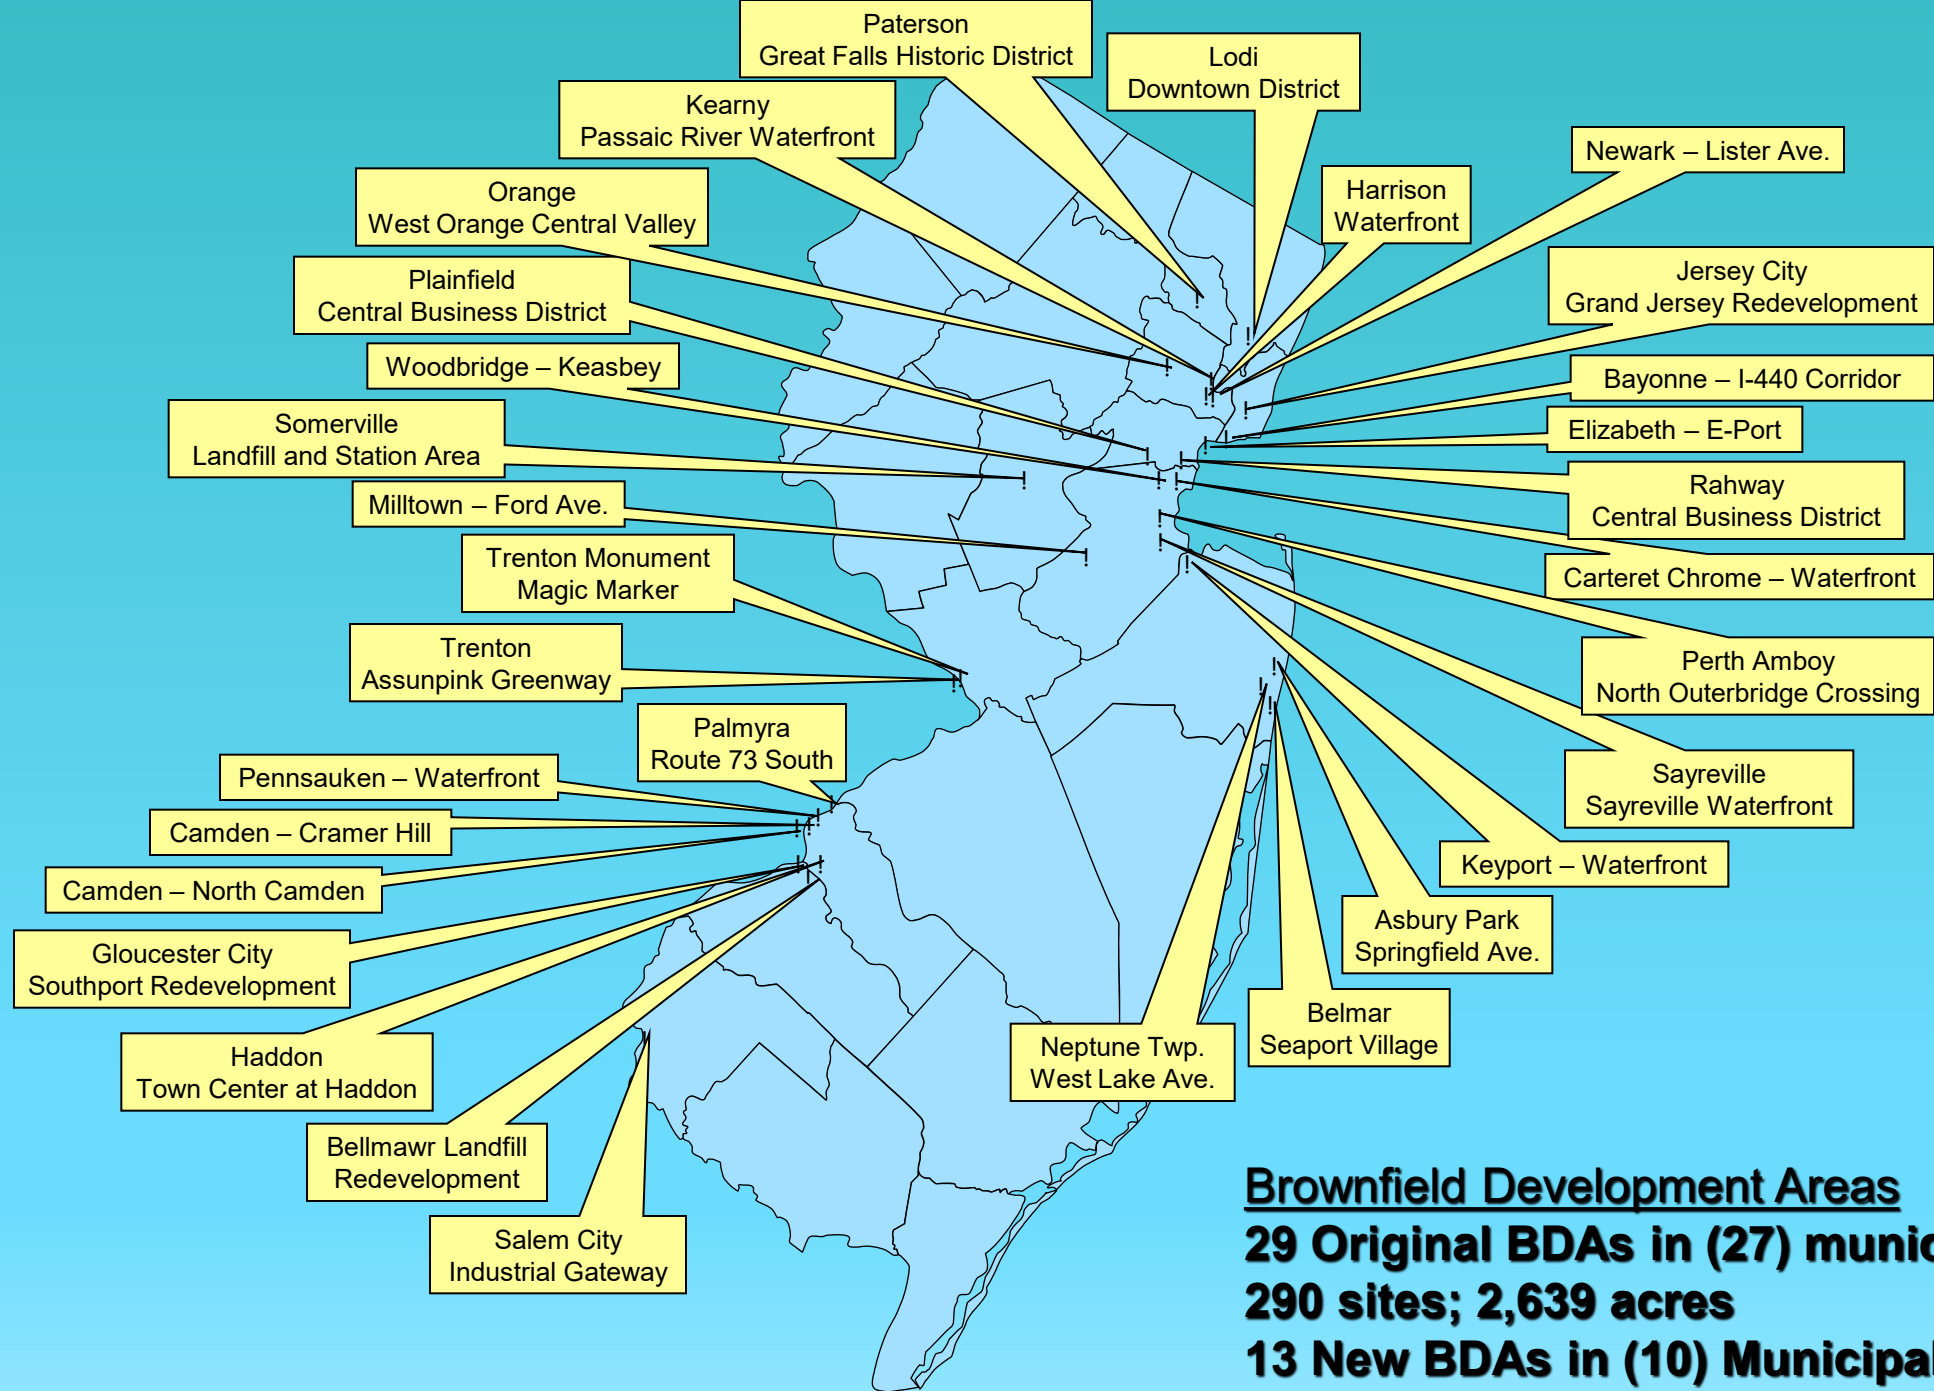 Paterson
Great Falls Historic District
Lodi
Downtown District
Kearny
Passaic River Waterfront
Newark – Lister Ave.
Harrison
Waterfront
Orange
West Orange Central Valley
Jersey City
Grand Jersey Redevelopment
Plainfield
Central Business District
Woodbridge – Keasbey
Bayonne – I-440 Corridor
Somerville
Landfill and Station Area
Elizabeth – E-Port
Milltown – Ford Ave.
Rahway
Central Business District
Trenton Monument
Magic Marker
Carteret Chrome – Waterfront
Trenton
Assunpink Greenway
Perth Amboy
North Outerbridge Crossing
Palmyra
Route 73 South
Pennsauken – Waterfront
Sayreville
Sayreville Waterfront
Camden – Cramer Hill
Keyport – Waterfront
Camden – North Camden
Asbury Park
Springfield Ave.
Gloucester City
Southport Redevelopment
Belmar
Seaport Village
Neptune Twp.
West Lake Ave.
Haddon
Town Center at Haddon
Bellmawr Landfill
Redevelopment
Salem City
Industrial Gateway
Brownfield Development Areas
29 Original BDAs in (27) munic
290 sites; 2,639 acres
13 New BDAs in (10) Municipal